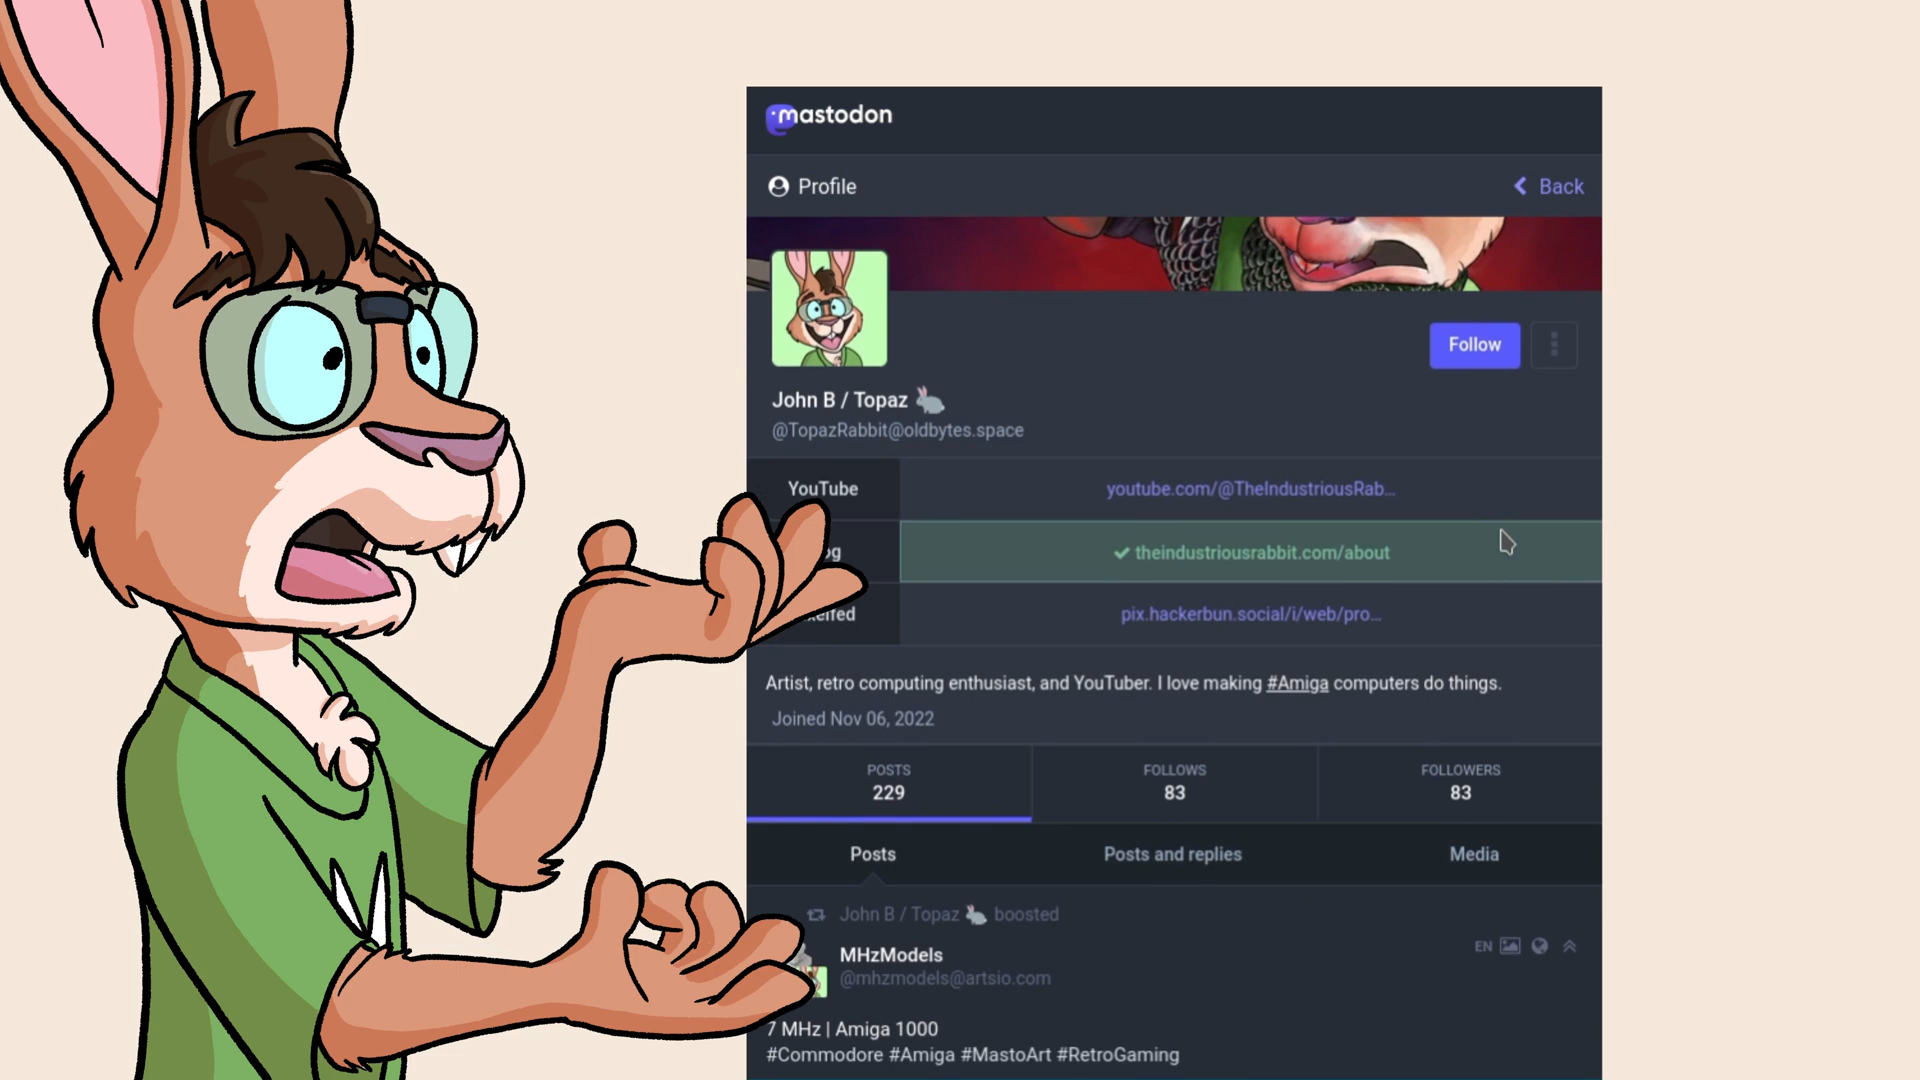 mastodon
Profile
Back
Follow
John B / Topaz
@TopazRabbit@oldbytes.space
YouTube
youtube.com/@TheIndustriousRab...
theindustriousrabbit.com/about
pix.hackerbun.social/i/web/pro...
Artist, retro computing enthusiast, and YouTuber. I love making #Amiga computers do things.
Joined Nov 06, 2022
POSTS
229
FOLLOWS
83
FOLLOWERS
83
Posts
Posts and replies
Media
John B / Topaz boosted
MHzModels
@mhzmodels@artsio.com
EN
7 MHz | Amiga 1000
#Commodore #Amiga #MastoArt #RetroGaming